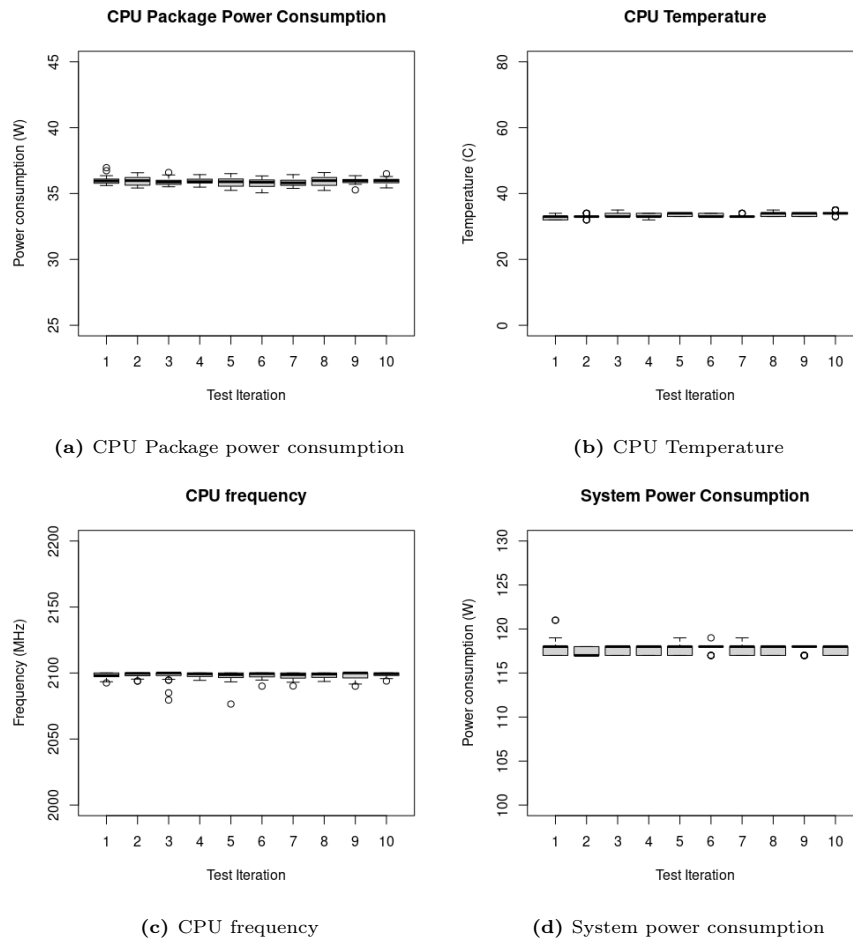 CPU Package Power Consumption
Power consumption (W)
45
40
35
30
25
1 2 3 4 5 6 7 8 9 10
Test Iteration
(a) CPU Package power consumption
CPU Temperature
Temperature (C)
80
60
40
20
0
1 2 3 4 5 6 7 8 9 10
Test Iteration
(b) CPU Temperature
CPU frequency
Frequency (MHz)
2200
2150
2100
2050
2000
1 2 3 4 5 6 7 8 9 10
Test Iteration
(c) CPU frequency
System Power Consumption
Power consumption (W)
130
125
120
115
110
105
100
1 2 3 4 5 6 7 8 9 10
Test Iteration
(d) System power consumption